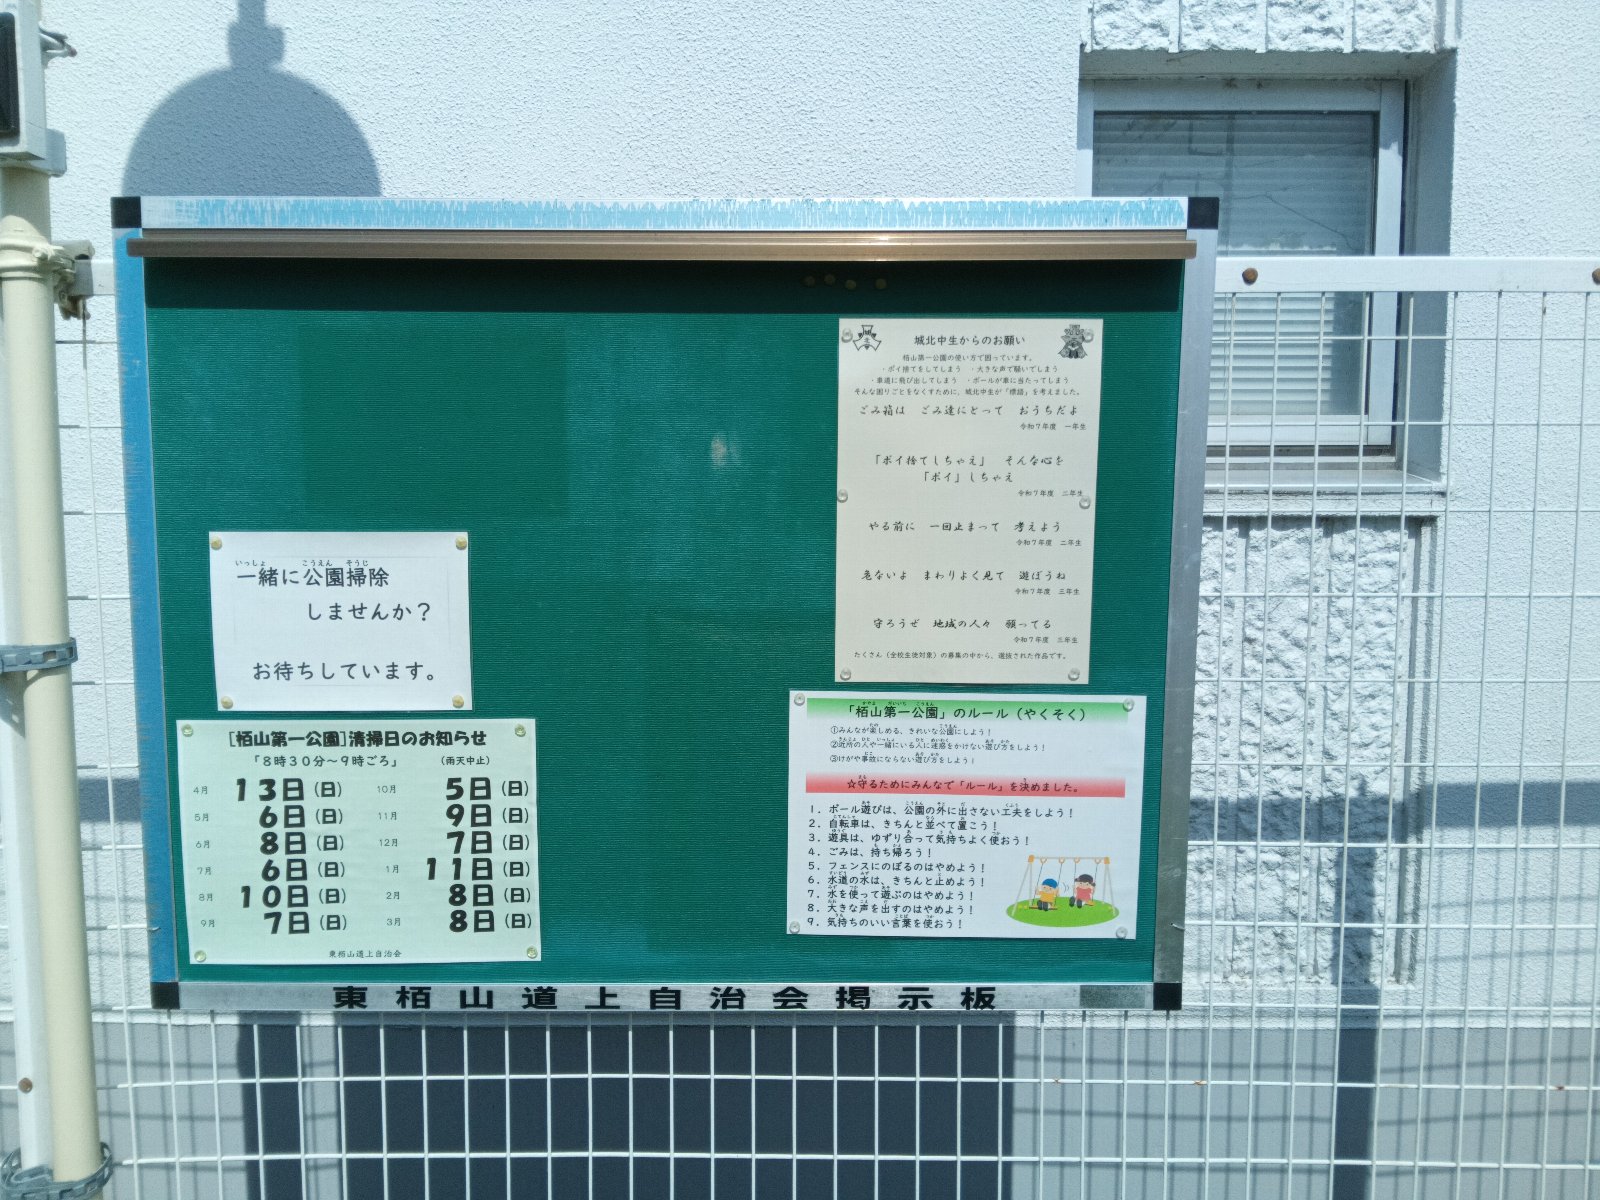 城北中生からのお願い
栢山第一公園の使い方で困っています。
・ポイ捨てをしてしまう ・大きな声で騒いでしまう
・車道に飛び出してしまう ・ボールが車に当たってしまう
そんな困りごとをなくすために、城北中生が「標語」を考えました。
ごみ箱は ごみ達にとって おうちだよ
令和7年度 一年生
「ポイ捨てしちゃえ」 そんな心を
「ポイ」しちゃえ
令和7年度 二年生
やる前に 一回止まって 考えよう
令和7年度 二年生
危ないよ まわりよく見て 遊ぼうね
令和7年度 三年生
守ろうぜ 地域の人々 願ってる
令和7年度 三年生
たくさん(全校生徒対象)の募集の中から、選抜された作品です。
一緒に公園掃除
しませんか?
お待ちしています。
[栢山第一公園]清掃日のお知らせ
「8時30分～9時ごろ」 (雨天中止)
4月 13日(日) 10月 5日(日)
5月 6日(日) 11月 9日(日)
6月 8日(日) 12月 7日(日)
7月 6日(日) 1月 11日(日)
8月 10日(日) 2月 8日(日)
9月 7日(日) 3月 8日(日)
東栢山道上自治会
「栢山第一公園」のルール(やくそく)
①みんなが楽しめる、きれいな公園にしよう!
②近所の人や一緒にいる人に迷惑をかけない遊び方をしよう!
③けがや事故にならない遊び方をしよう!
☆守るためにみんなで「ルール」を決めました。
1. ボール遊びは、公園の外に出さない工夫をしよう!
2. 自転車は、きちんと並べて置こう!
3. 遊具は、ゆずり合って気持ちよく使おう!
4. ごみは、持ち帰ろう!
5. フェンスにのぼるのはやめよう!
6. 水道の水は、きちんと止めよう!
7. 水を使って遊ぶのはやめよう!
8. 大きな声を出すのはやめよう!
9. 気持ちのいい言葉を使おう!
東栢山道上自治会掲示板